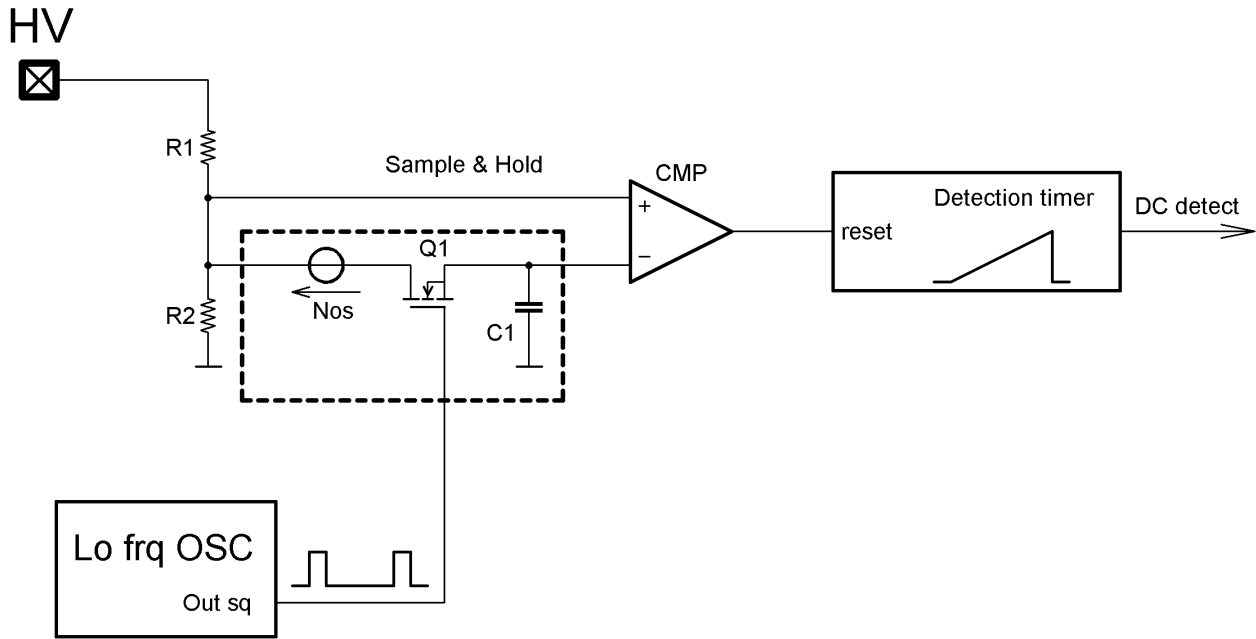 HV
R1
Sample & Hold
CMP
+
Detection timer
DC detect
reset
Q1
−
Nos
R2
C1
Lo frq OSC
Out sq